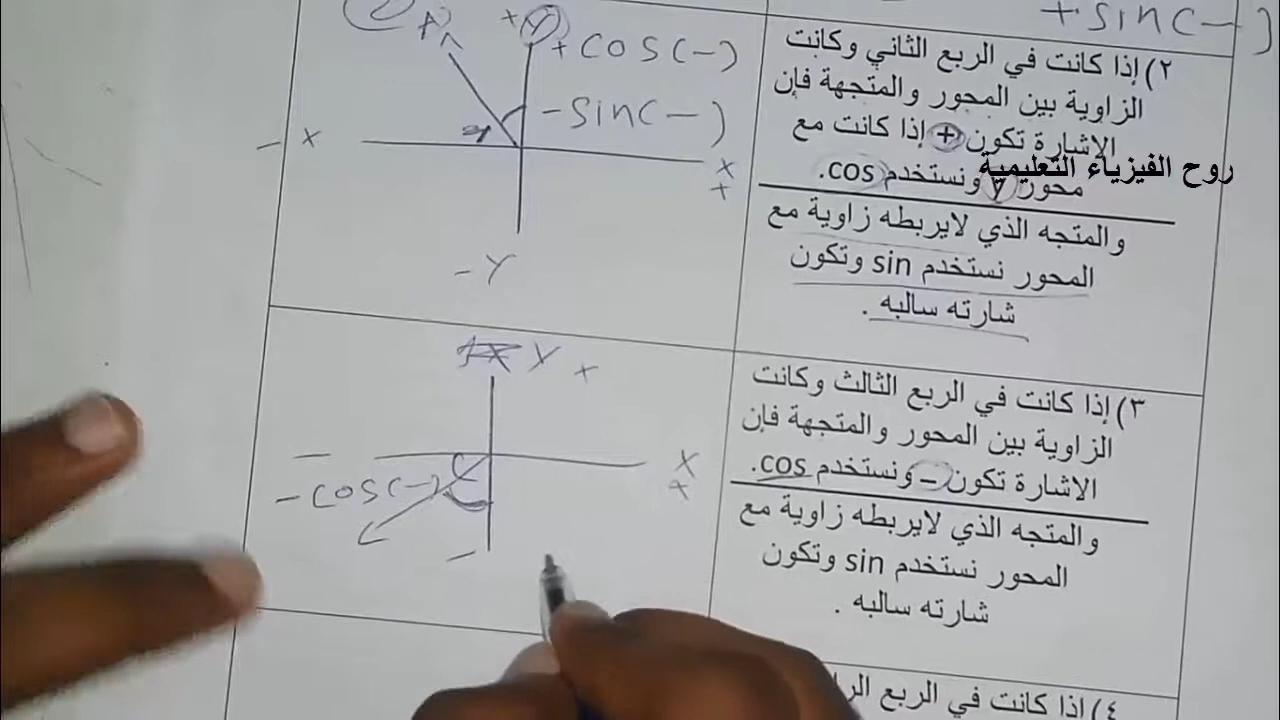 + sin(-)
٢) إذا كانت في الربع الثاني وكانت
الزاوية بين المحور والمتجهة فإن
الإشارة تكون + إذا كانت مع
محور y ونستخدم cos.
روح الفيزياء التعليمية
والمتجه الذي لايربطه زاوية مع
المحور نستخدم sin وتكون
شارته سالبه .
+ Y
+ cos(-)
- sin(-)
- x
x
+
- Y
٣) إذا كانت في الربع الثالث وكانت
الزاوية بين المحور والمتجهة فإن
الاشارة تكون – ونستخدم cos.
والمتجه الذي لايربطه زاوية مع
المحور نستخدم sin وتكون
شارته سالبه .
Y +
-
x
+
- cos(-)
-
٤) إذا كانت في الربع